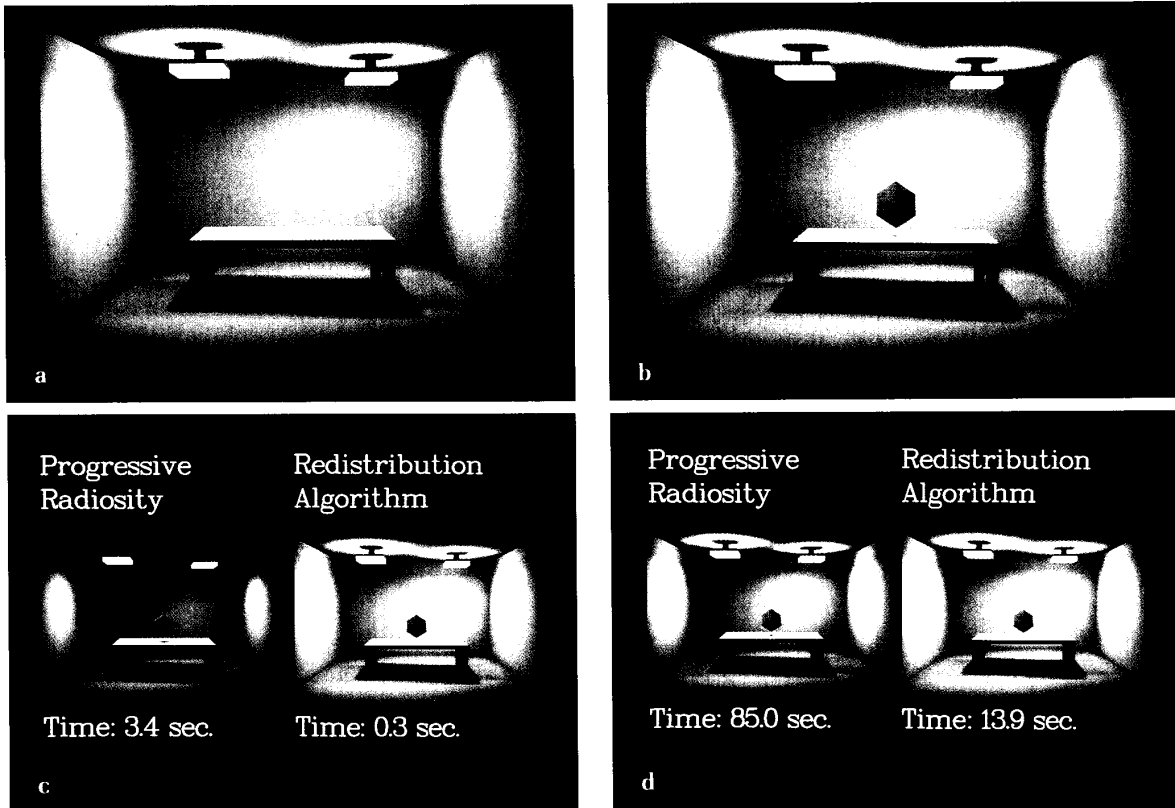 a
b
Progressive
Radiosity
Redistribution
Algorithm
Time: 3.4 sec.
Time: 0.3 sec.
c
Progressive
Radiosity
Redistribution
Algorithm
Time: 85.0 sec.
Time: 13.9 sec.
d